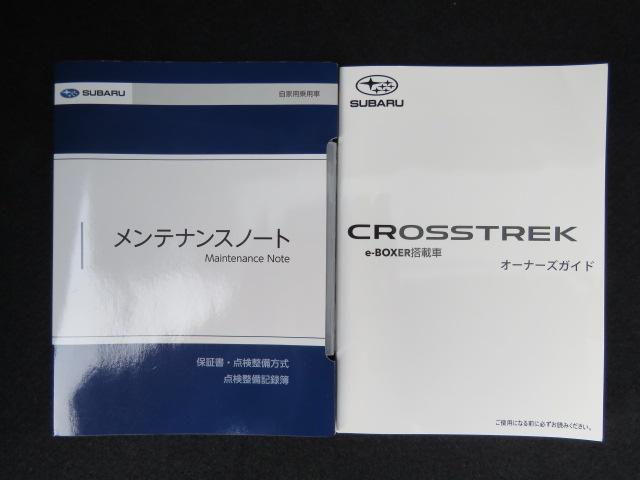 SUBARU
自家用乗用車
メンテナンスノート
Maintenance Note
保証書・点検整備方式
点検整備記録簿
SUBARU
CROSSTREK
e-BOXER搭載車
オーナーズガイド
ご使用になる前に必ずお読みください。